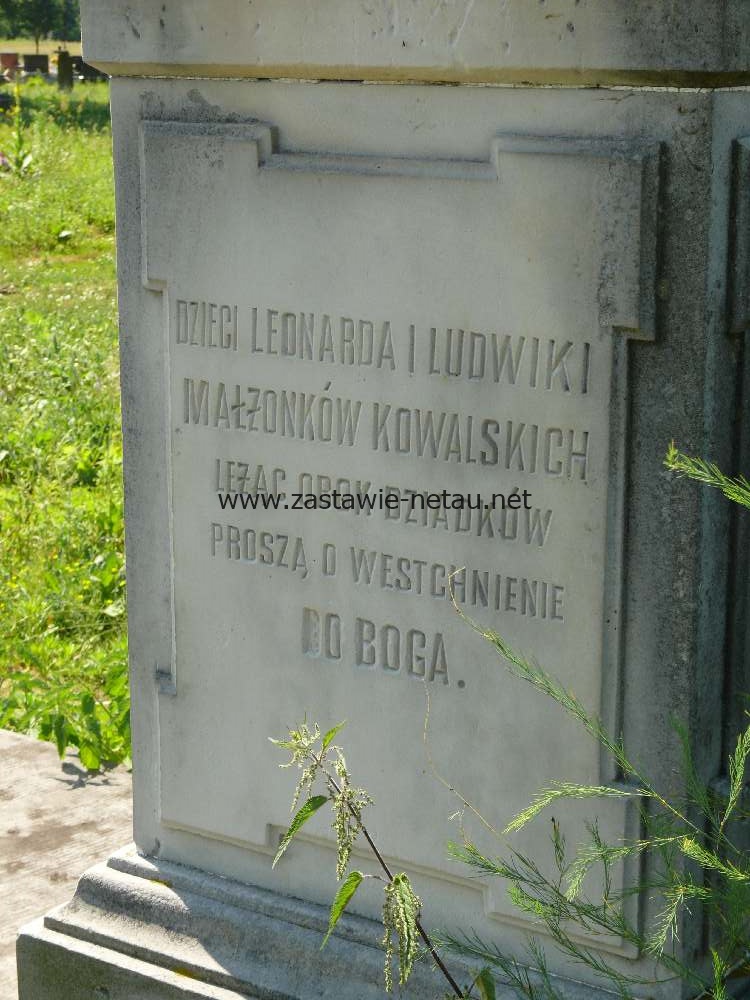 DZIECI LEONARDA I LUDWIKI
MAŁŻONKÓW KOWALSKICH
LEŻĄC OBOK DZIADKÓW
www.zastawie-netau.net
PROSZĄ O WESTCHNIENIE
DO BOGA.